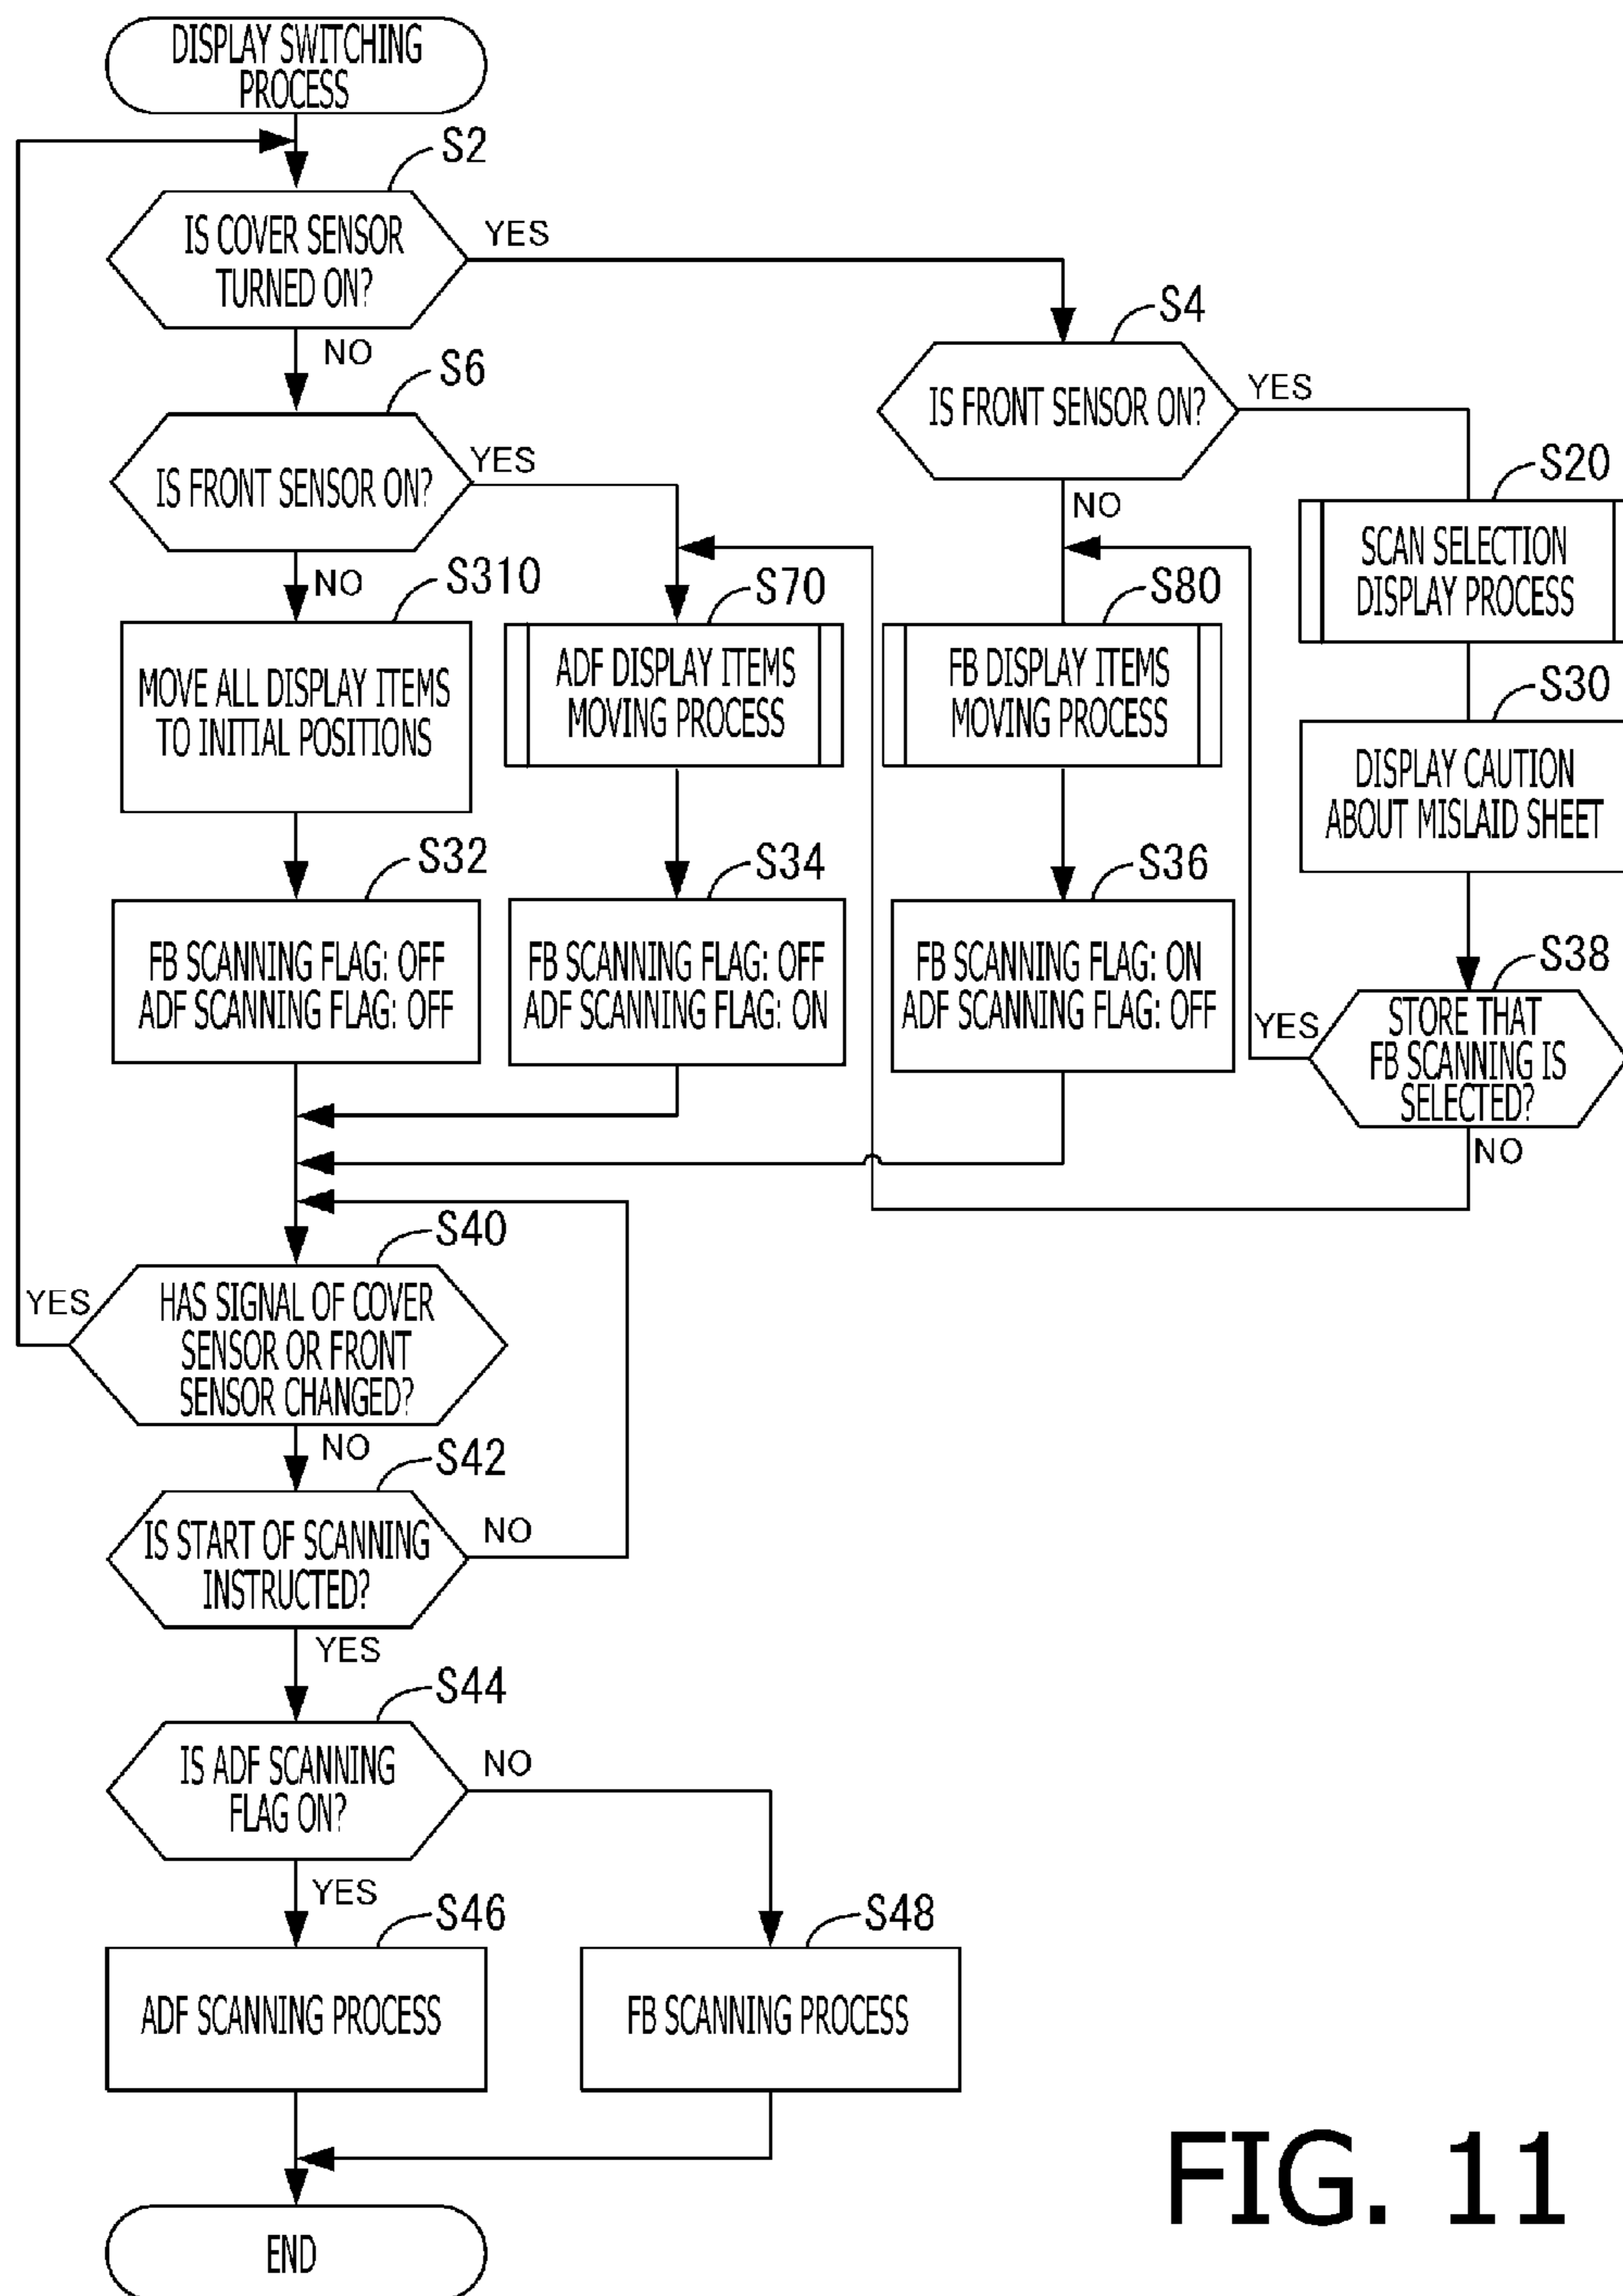 DISPLAY SWITCHING
PROCESS
S2
IS COVER SENSOR
TURNED ON?
YES
NO
S4
IS FRONT SENSOR ON?
YES
NO
S6
IS FRONT SENSOR ON?
YES
NO
S20
SCAN SELECTION
DISPLAY PROCESS
S310
MOVE ALL DISPLAY ITEMS
TO INITIAL POSITIONS
S70
ADF DISPLAY ITEMS
MOVING PROCESS
S80
FB DISPLAY ITEMS
MOVING PROCESS
S30
DISPLAY CAUTION
ABOUT MISLAID SHEET
S32
FB SCANNING FLAG: OFF
ADF SCANNING FLAG: OFF
S34
FB SCANNING FLAG: OFF
ADF SCANNING FLAG: ON
S36
FB SCANNING FLAG: ON
ADF SCANNING FLAG: OFF
S38
STORE THAT
FB SCANNING IS
SELECTED?
YES
NO
S40
HAS SIGNAL OF COVER
SENSOR OR FRONT
SENSOR CHANGED?
YES
NO
S42
IS START OF SCANNING
INSTRUCTED?
NO
YES
S44
IS ADF SCANNING
FLAG ON?
NO
YES
S46
ADF SCANNING PROCESS
S48
FB SCANNING PROCESS
END
FIG. 11